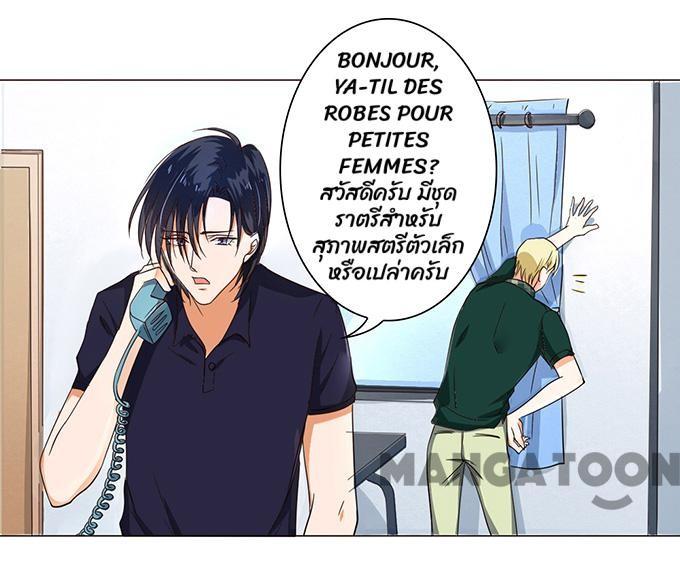 BONJOUR,
YA-TIL DES
ROBES POUR
PETITES
FEMMES?
สวัสดีครับ มีชุด
ราตรีสำหรับ
สุภาพสตรีตัวเล็ก
หรือเปล่าครับ
MANGATOON